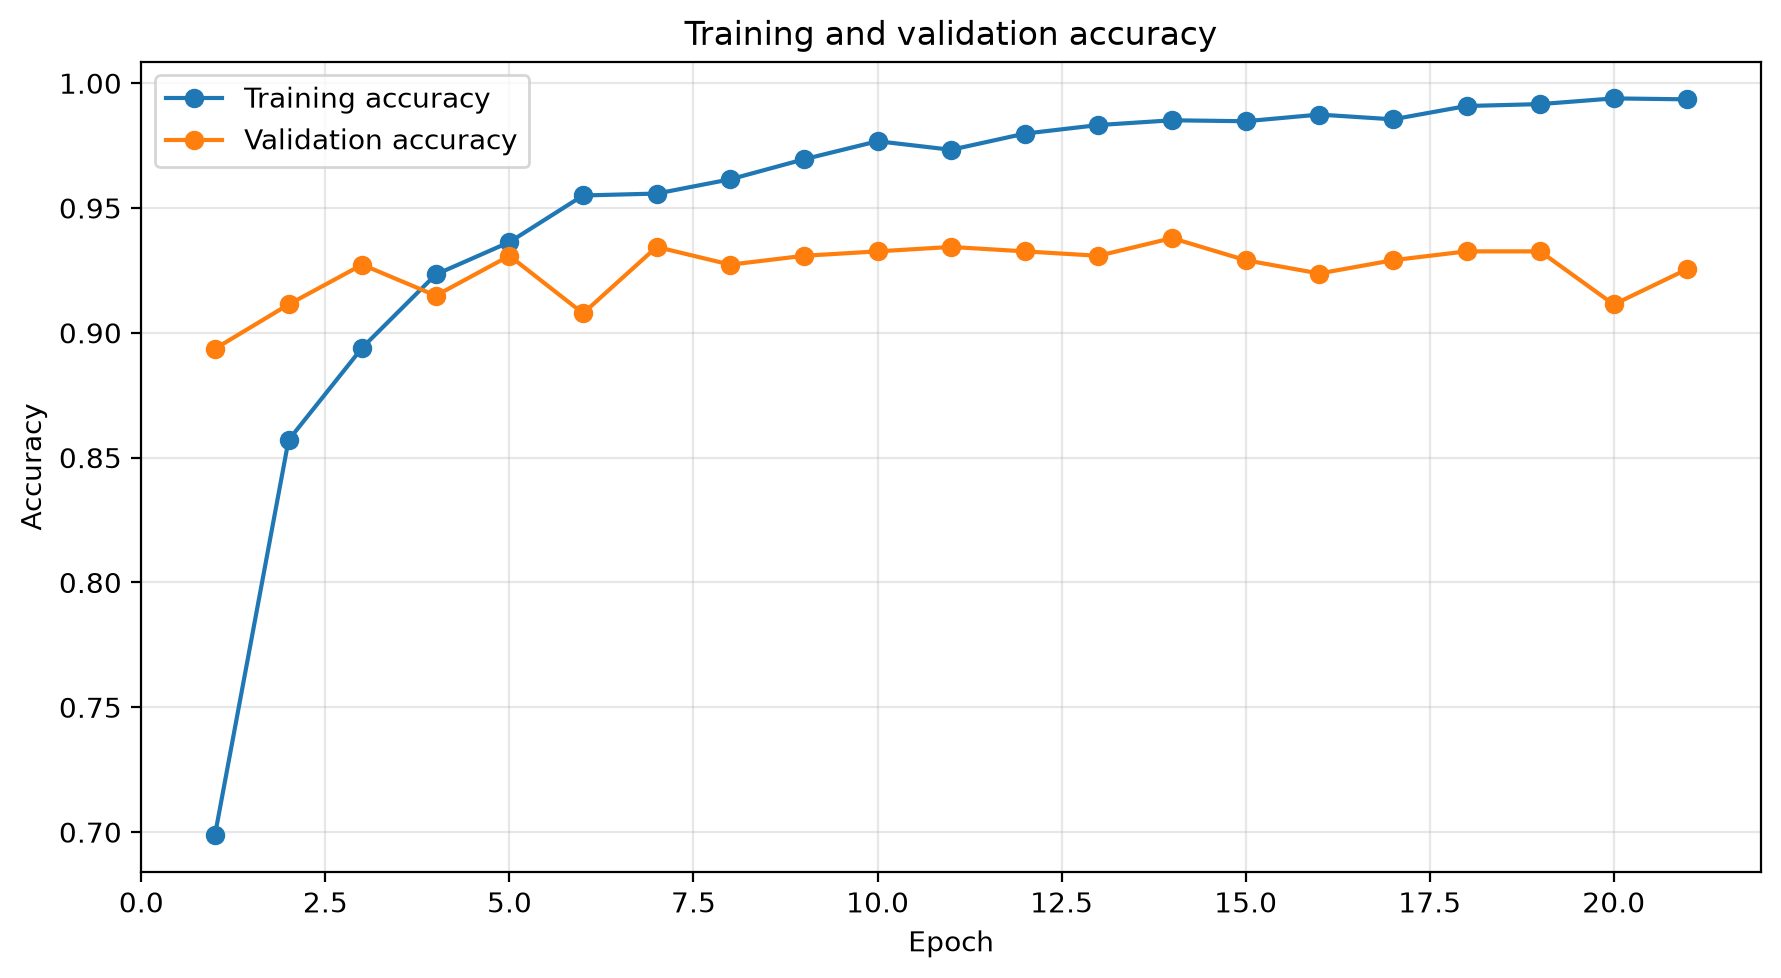 Training and validation accuracy
Training accuracy
Validation accuracy
1.00
0.95
0.90
0.85
0.80
0.75
0.70
Accuracy
0.0 2.5 5.0 7.5 10.0 12.5 15.0 17.5 20.0
Epoch